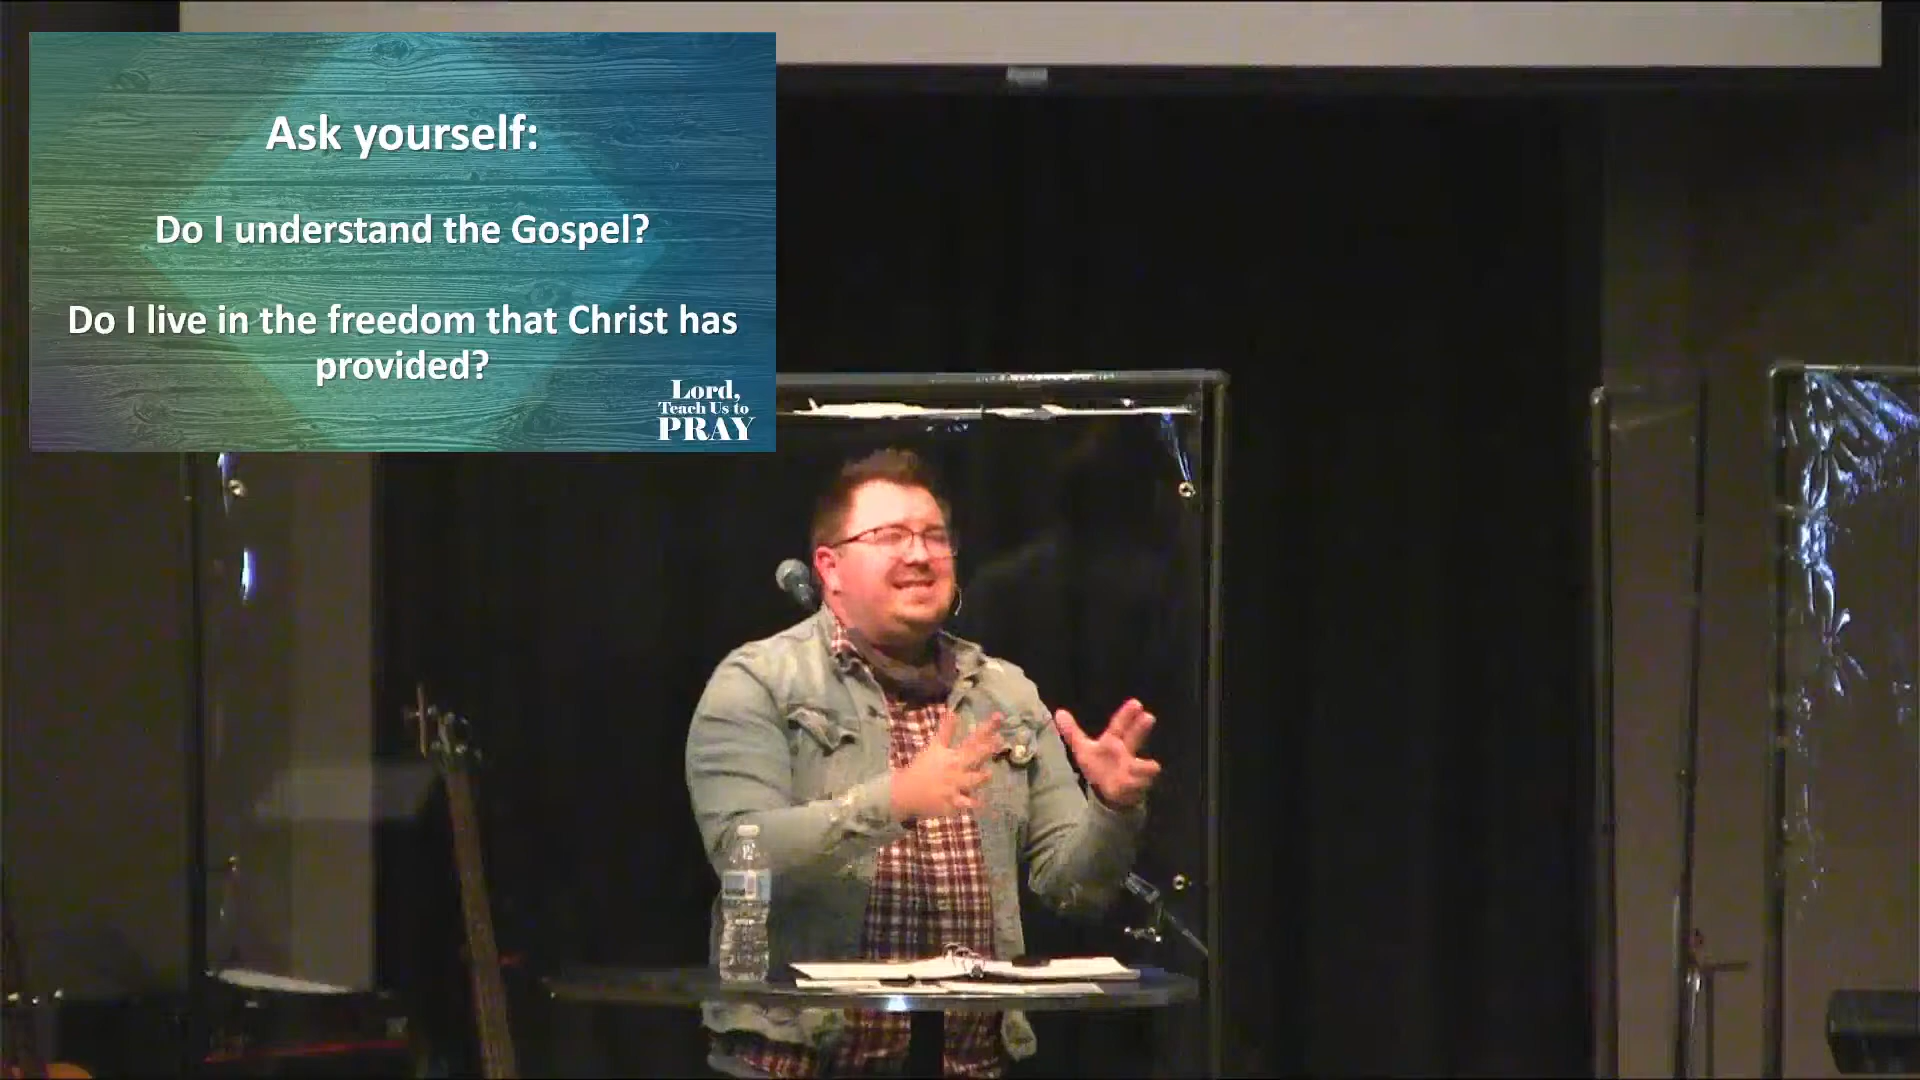 Ask yourself:
Do I understand the Gospel?
Do I live in the freedom that Christ has
provided?
Lord,
Teach Us to
PRAY